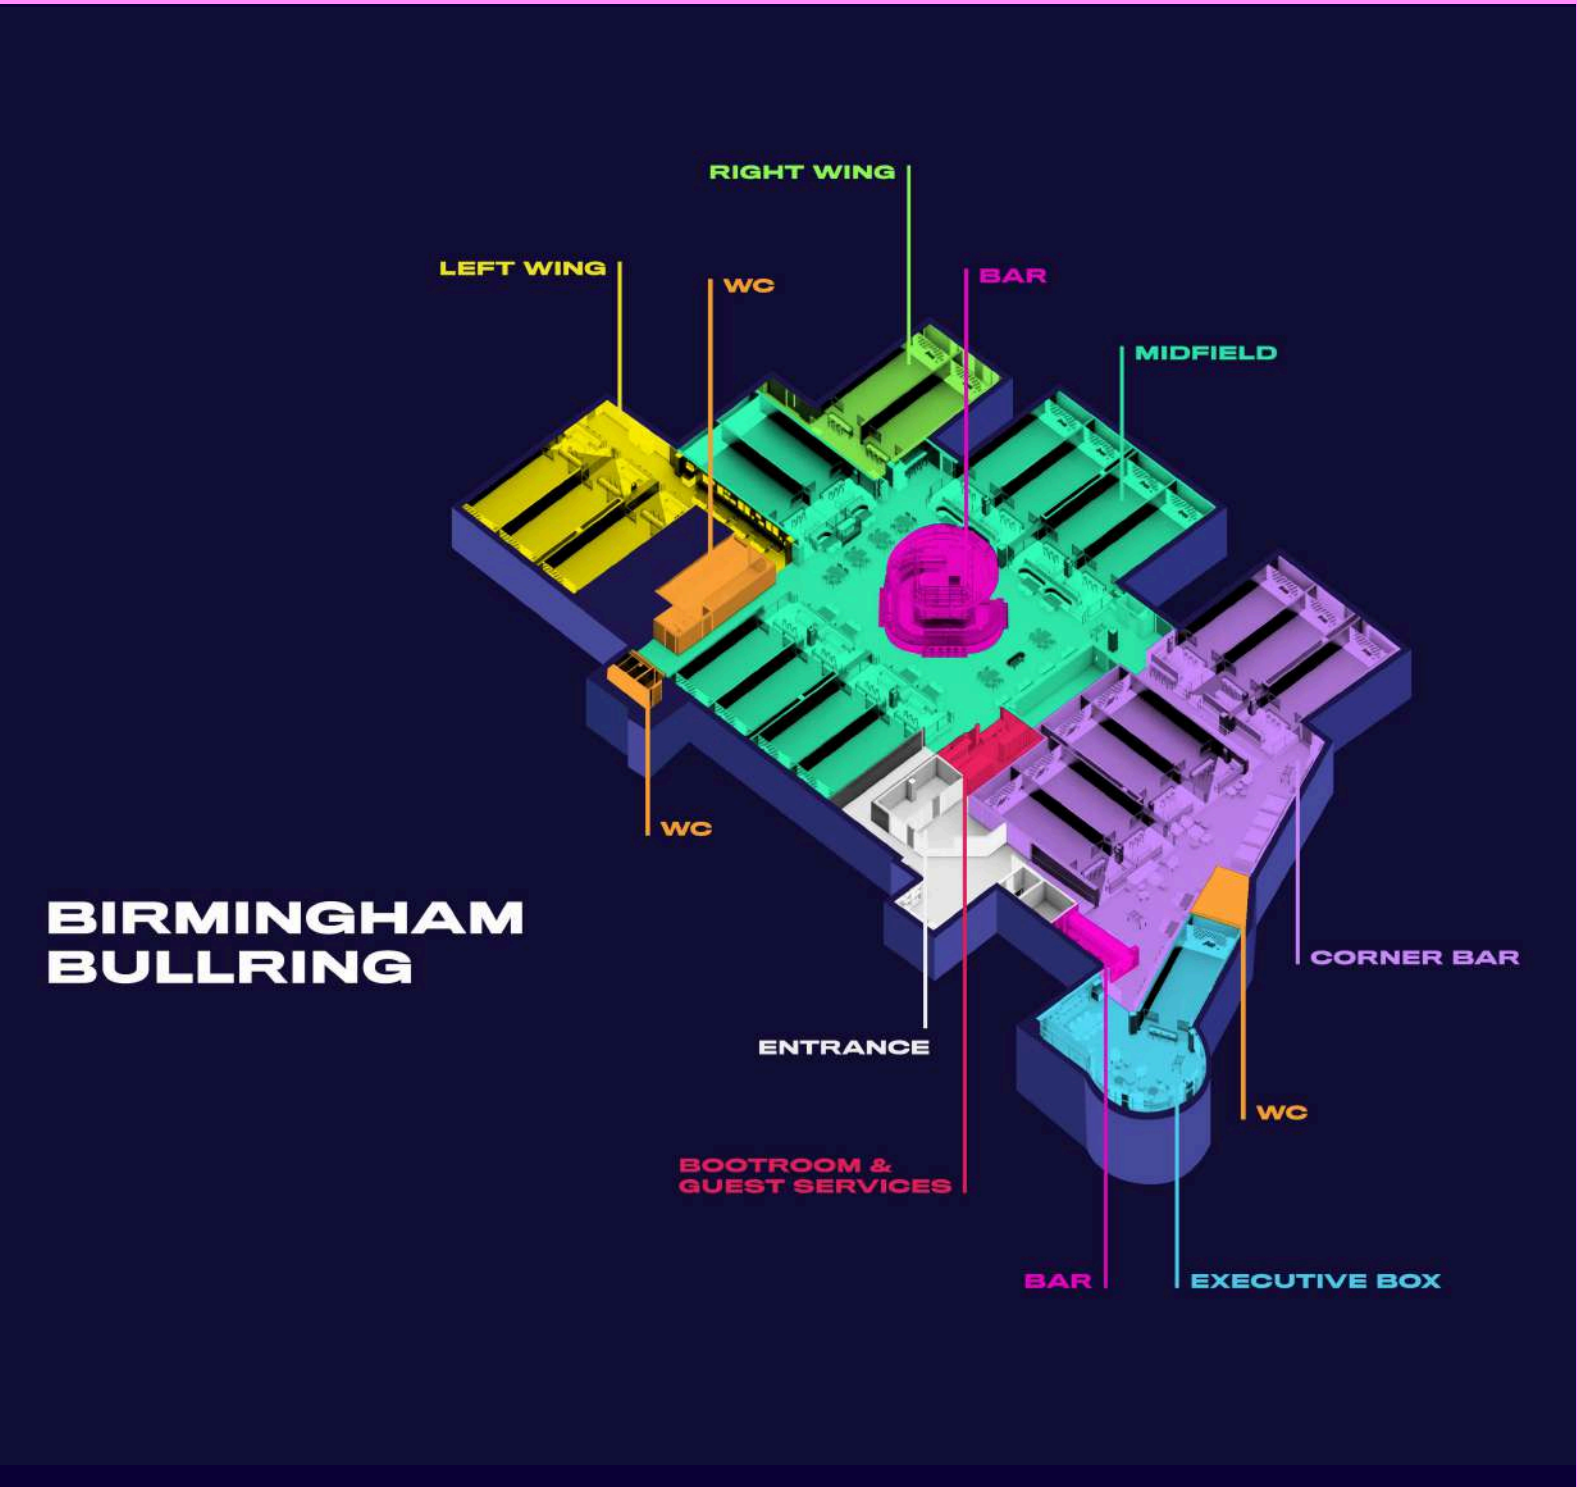 RIGHT WING
LEFT WING
WC
BAR
MIDFIELD
WC
BIRMINGHAM
BULLRING
CORNER BAR
ENTRANCE
WC
BOOTROOM &
GUEST SERVICES
BAR
EXECUTIVE BOX